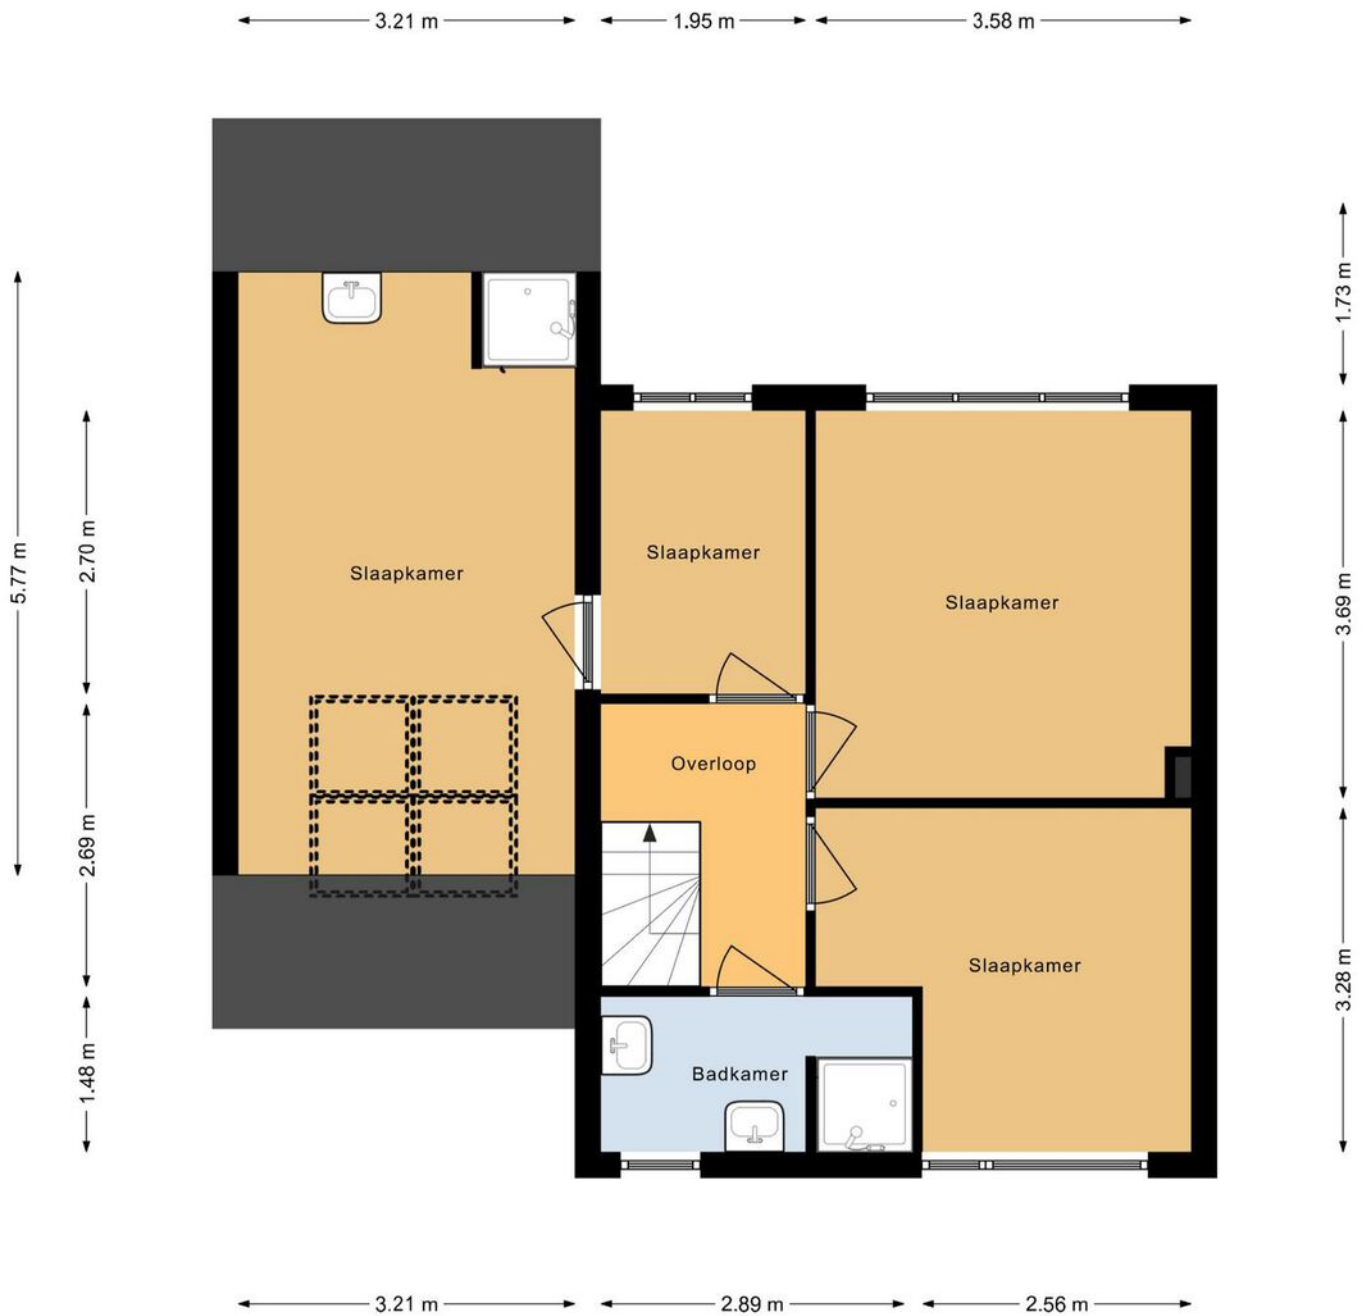 3.21 m
1.95 m
3.58 m
1.73 m
5.77 m
2.70 m
Slaapkamer
Slaapkamer
Slaapkamer
3.69 m
Overloop
2.69 m
Slaapkamer
3.28 m
1.48 m
Badkamer
3.21 m
2.89 m
2.56 m